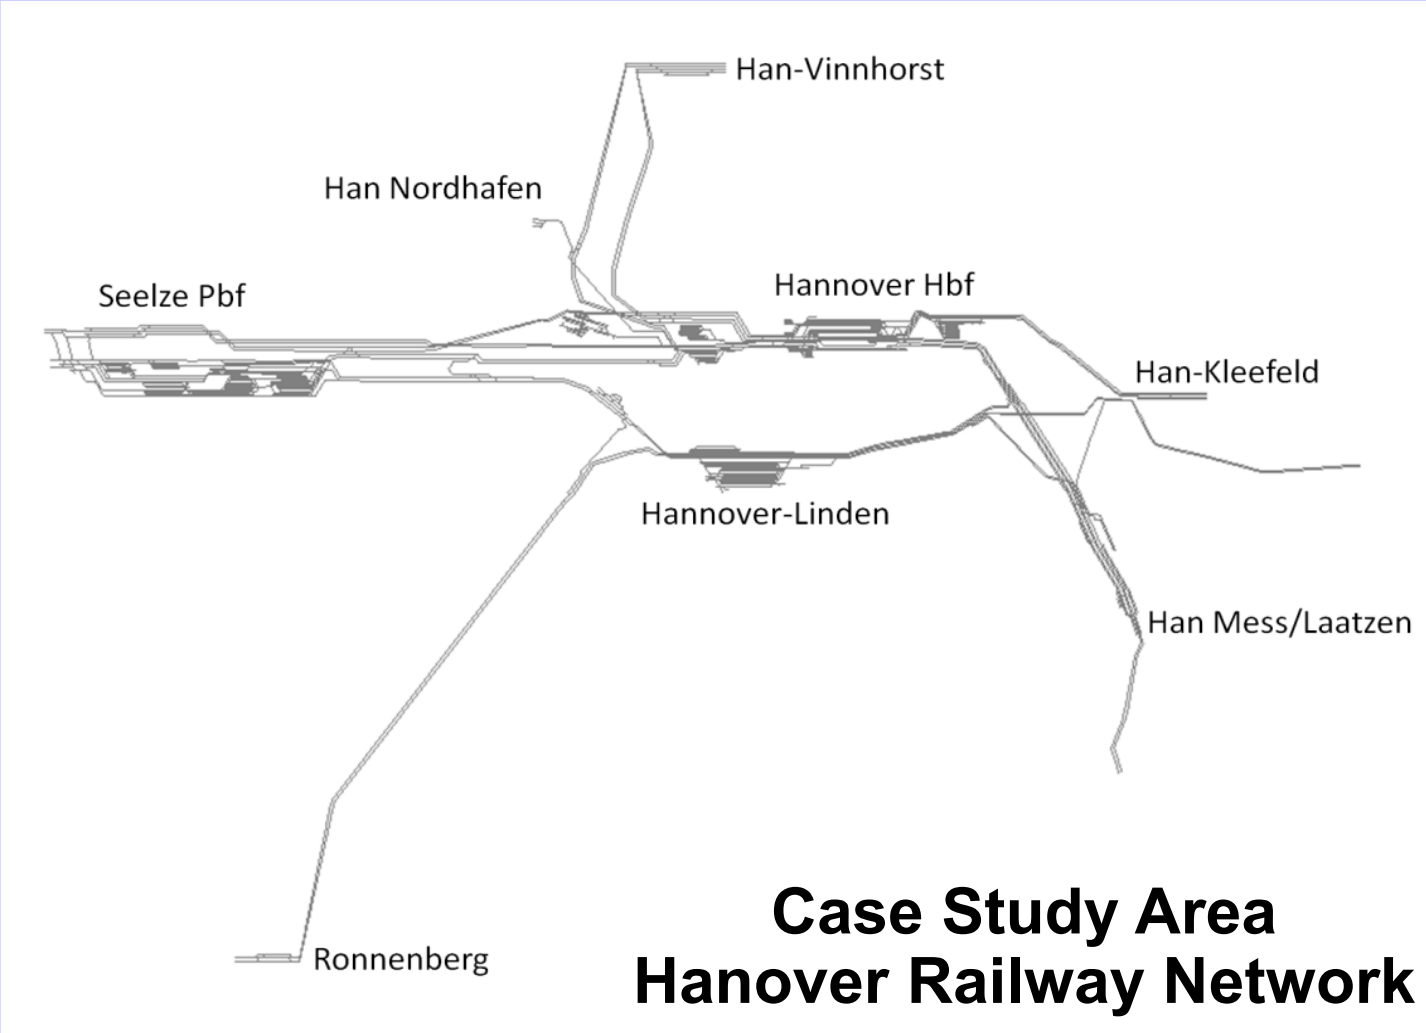 Han-Vinnhorst
Han Nordhafen
Seelze Pbf
Hannover Hbf
Han-Kleefeld
Hannover-Linden
Han Mess/Laatzen
Ronnenberg
Case Study Area
Hanover Railway Network